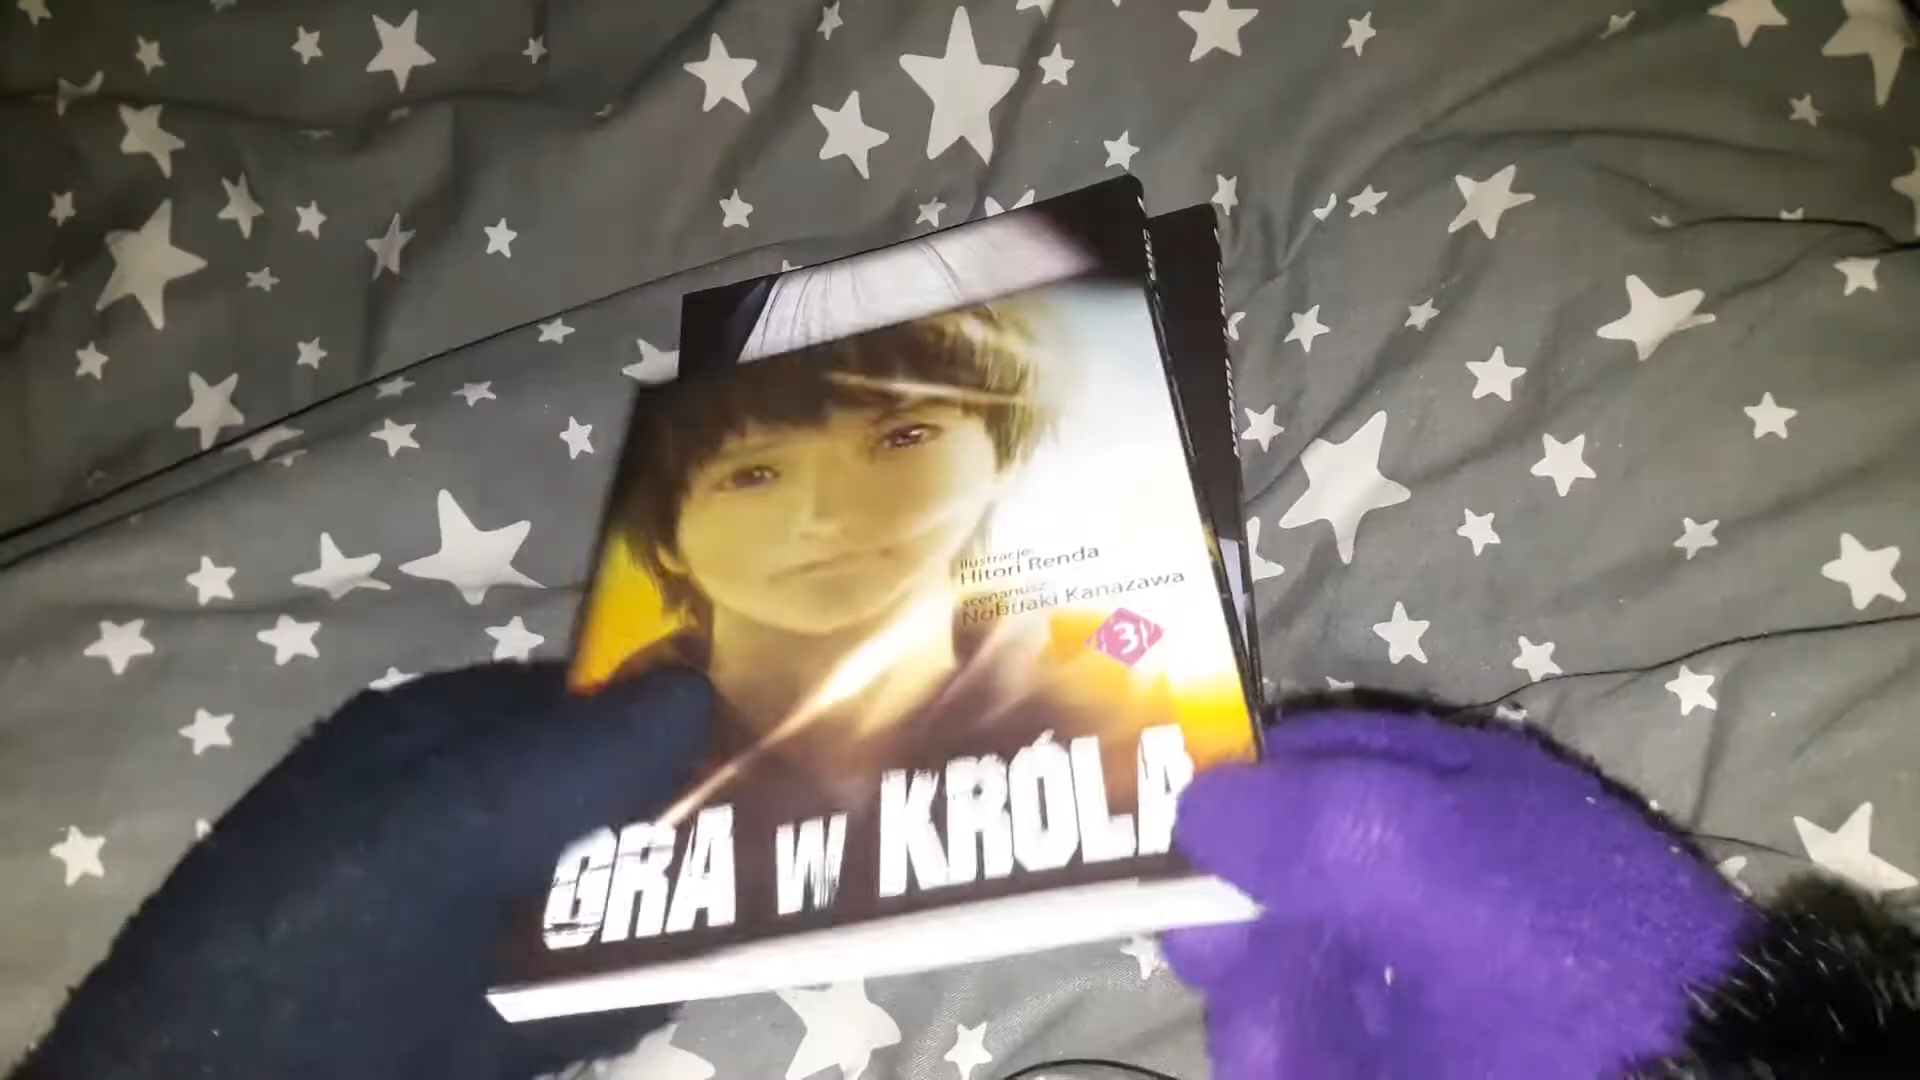 ilustracje:
Hitori Renda
scenariusz:
Nobuaki Kanazawa
3
GRA W KRÓLA